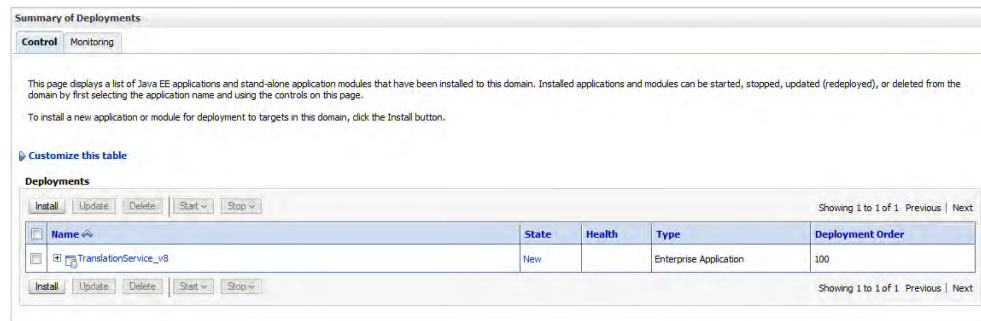 Summary of Deployments
Control Monitoring
This page displays a list of Java EE applications and stand-alone application modules that have been installed to this domain. Installed applications and modules can be started, stopped, updated (redeployed), or deleted from the
domain by first selecting the application name and using the controls on this page.
To install a new application or module for deployment to targets in this domain, click the Install button.
Customize this table
Deployments
Install Update Delete Start Stop Showing 1 to 1 of 1 Previous | Next
Name State Health Type Deployment Order
TranslationService_v8 New Enterprise Application 100
Install Update Delete Start Stop Showing 1 to 1 of 1 Previous | Next